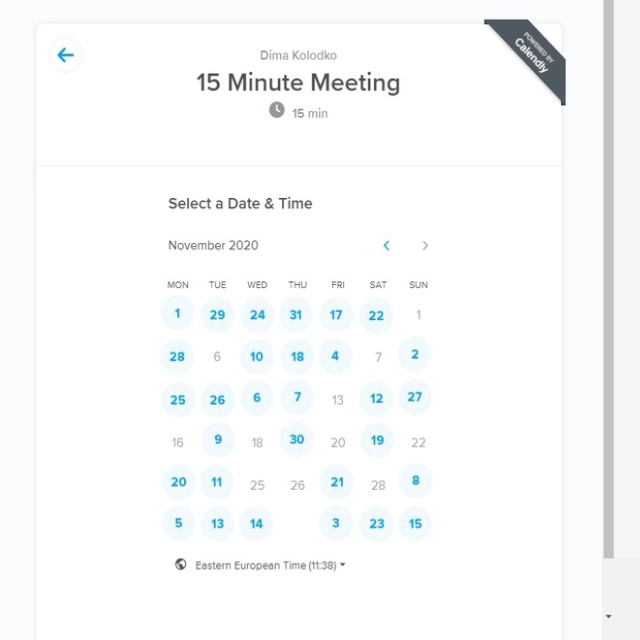 Dima Kolodko
15 Minute Meeting
15 min
POWERED BY
Calendly
Select a Date & Time
November 2020
MON TUE WED THU FRI SAT SUN
1 29 24 31 17 22 1
28 6 10 18 4 7 2
25 26 6 7 13 12 27
16 9 18 30 20 19 22
20 11 25 26 21 28 8
5 13 14 3 23 15
Eastern European Time (11:38)